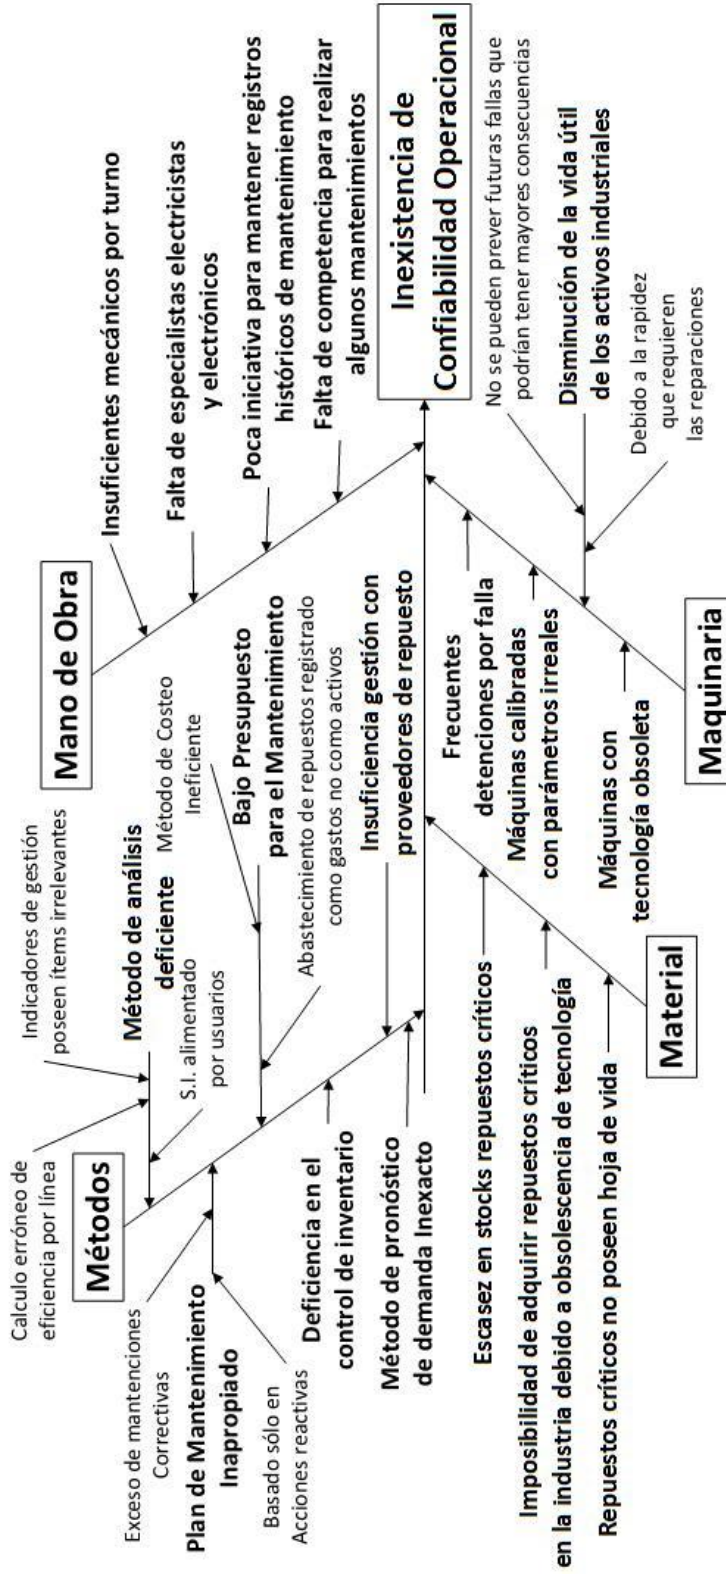 Calculo erróneo de
eficiencia por línea
Indicadores de gestión
poseen ítems irrelevantes
Métodos
Mano de Obra
Método de análisis
deficiente
S.I. alimentado
por usuarios
Exceso de mantenciones
Correctivas
Plan de Mantenimiento
Inapropiado
Basado sólo en
Acciones reactivas
Método de Costeo
Ineficiente
Bajo Presupuesto
para el Mantenimiento
Abastecimiento de repuestos registrado
como gastos no como activos
Deficiencia en el
control de inventario
Insuficiencia gestión con
proveedores de repuesto
Método de pronóstico
de demanda Inexacto
Insuficientes mecánicos por turno
Falta de especialistas electricistas
y electrónicos
Poca iniciativa para mantener registros
históricos de mantenimiento
Falta de competencia para realizar
algunos mantenimientos
Inexistencia de
Confiabilidad Operacional
Escasez en stocks repuestos críticos
Imposibilidad de adquirir repuestos críticos
en la industria debido a obsolescencia de tecnología
Repuestos críticos no poseen hoja de vida
Material
Frecuentes
detenciones por falla
Máquinas calibradas
con parámetros irreales
Máquinas con
tecnología obsoleta
No se pueden prever futuras fallas que
podrían tener mayores consecuencias
Disminución de la vida útil
de los activos industriales
Debido a la rapidez
que requieren
las reparaciones
Maquinaria